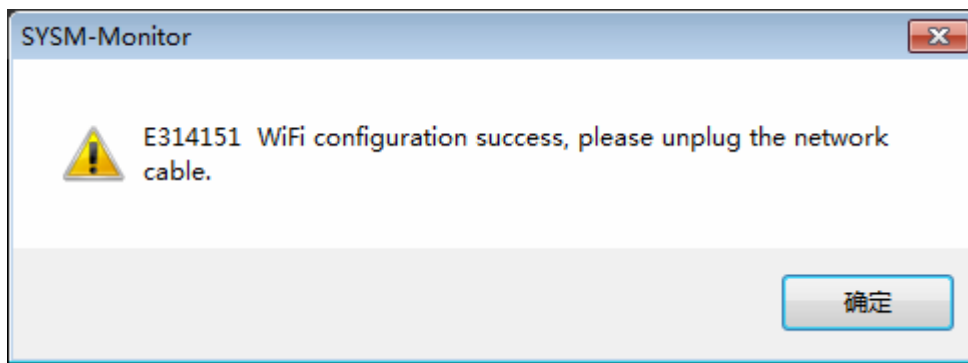 SYSM-Monitor
E314151  WiFi configuration success, please unplug the network
cable.
确定